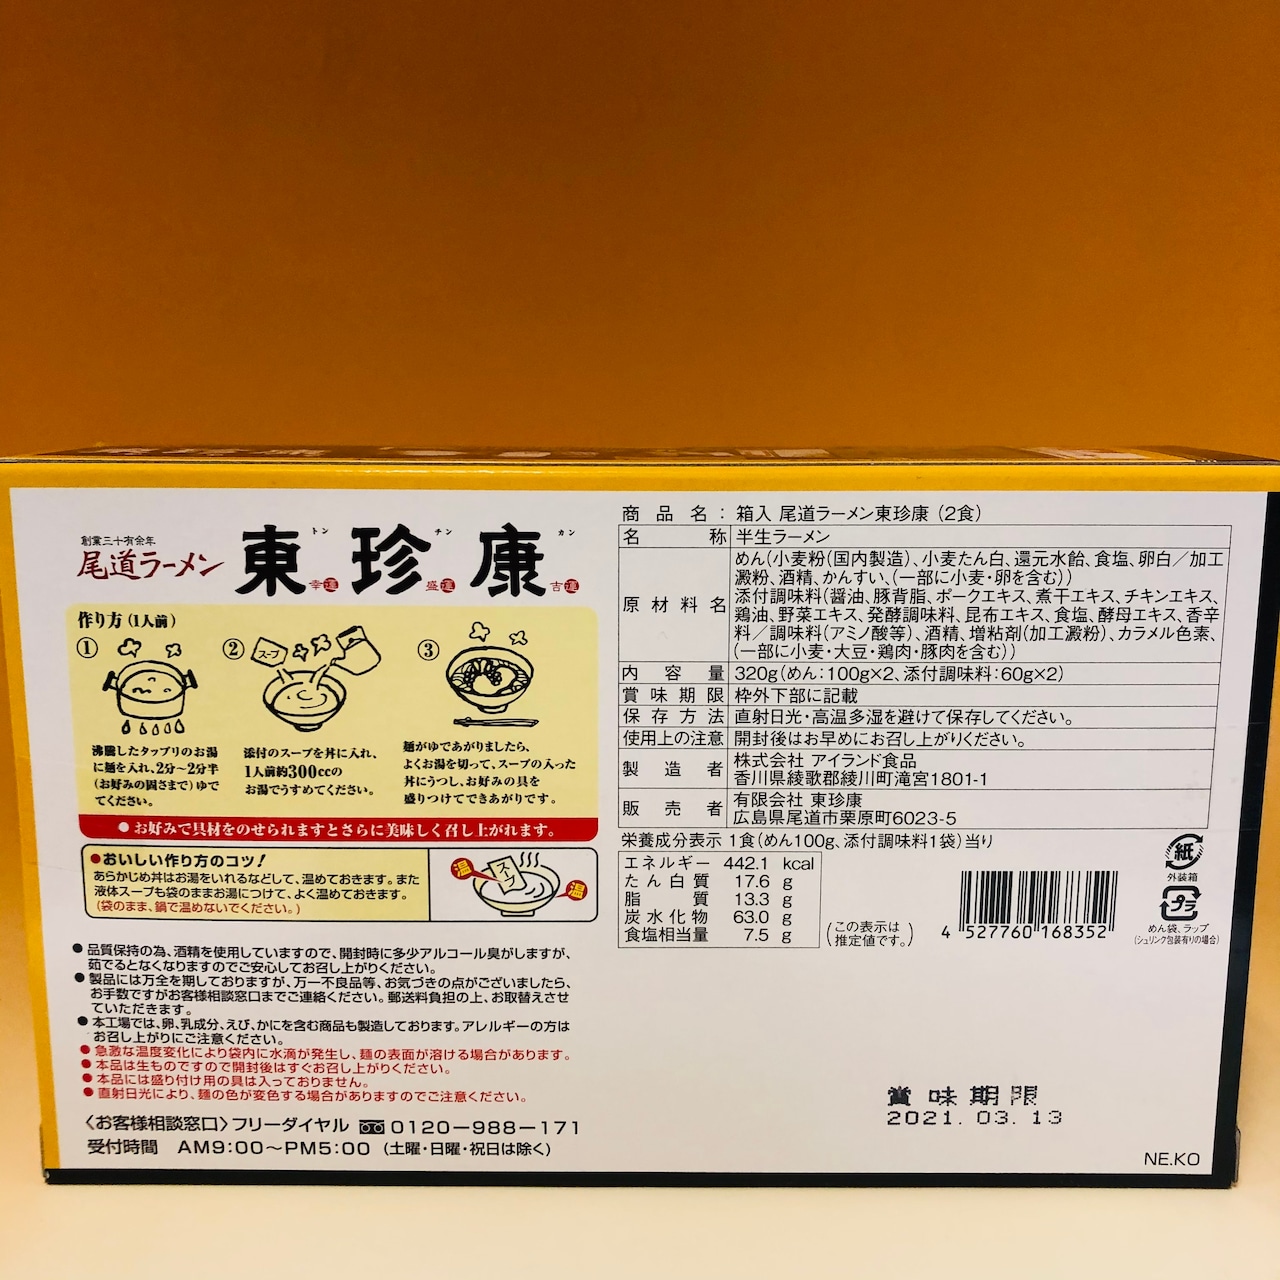 創業三十有余年
尾道ラーメン
東トン珍チン康カン
幸運 盛運 吉運
作り方(1人前)
①
②
スープ
③
沸騰したタップリのお湯
に麺を入れ、2分〜2分半
(お好みの固さまで)ゆで
てください。
添付のスープを丼に入れ、
1人前約300ccの
お湯でうすめてください。
麺がゆであがりましたら、
よくお湯を切って、スープの入った
丼にうつし、お好みの具を
盛りつけてできあがりです。
●お好みで具材をのせられますとさらに美味しく召し上がれます。
●おいしい作り方のコツ!
あらかじめ丼はお湯をいれるなどして、温めておきます。また
液体スープも袋のままお湯につけて、よく温めておきます。
(袋のまま、鍋で温めないでください。)
温
スープ
温
●品質保持の為、酒精を使用していますので、開封時に多少アルコール臭がしますが、
茹でるとなくなりますのでご安心してお召し上がりください。
●製品には万全を期しておりますが、万一不良品等、お気づきの点がございましたら、
お手数ですがお客様相談窓口までご連絡ください。郵送料負担の上、お取替えさせ
ていただきます。
●本工場では、卵、乳成分、えび、かにを含む商品も製造しております。アレルギーの方は
お召し上がりにご注意ください。
●急激な温度変化により袋内に水滴が発生し、麺の表面が溶ける場合があります。
●本品は生ものですので開封後はすぐお召し上がりください。
●本品には盛り付け用の具は入っておりません。
●直射日光により、麺の色が変色する場合がありますのでご注意ください。
〈お客様相談窓口〉フリーダイヤル 0120-988-171
受付時間 AM9:00〜PM5:00 (土曜・日曜・祝日は除く)
商品名:箱入 尾道ラーメン東珍康(2食)
名称 半生ラーメン
原材料名 めん(小麦粉(国内製造)、小麦たん白、還元水飴、食塩、卵白/加工
澱粉、酒精、かんすい、(一部に小麦・卵を含む))
添付調味料(醤油、豚背脂、ポークエキス、煮干エキス、チキンエキス、
鶏油、野菜エキス、発酵調味料、昆布エキス、食塩、酵母エキス、香辛
料/調味料(アミノ酸等)、酒精、増粘剤(加工澱粉)、カラメル色素、
(一部に小麦・大豆・鶏肉・豚肉を含む))
内容量 320g(めん:100g×2、添付調味料:60g×2)
賞味期限 枠外下部に記載
保存方法 直射日光・高温多湿を避けて保存してください。
使用上の注意 開封後はお早めにお召し上がりください。
製造者 株式会社 アイランド食品
香川県綾歌郡綾川町滝宮1801-1
販売者 有限会社 東珍康
広島県尾道市栗原町6023-5
栄養成分表示 1食(めん100g、添付調味料1袋)当り
エネルギー 442.1 kcal
たん白質 17.6 g
脂質 13.3 g
炭水化物 63.0 g
食塩相当量 7.5 g
(この表示は
推定値です。)
4 527760 168352
紙
外装箱
プラ
めん袋、ラップ
(シュリンク包装有りの場合)
賞味期限
2021.03.13
NE.KO